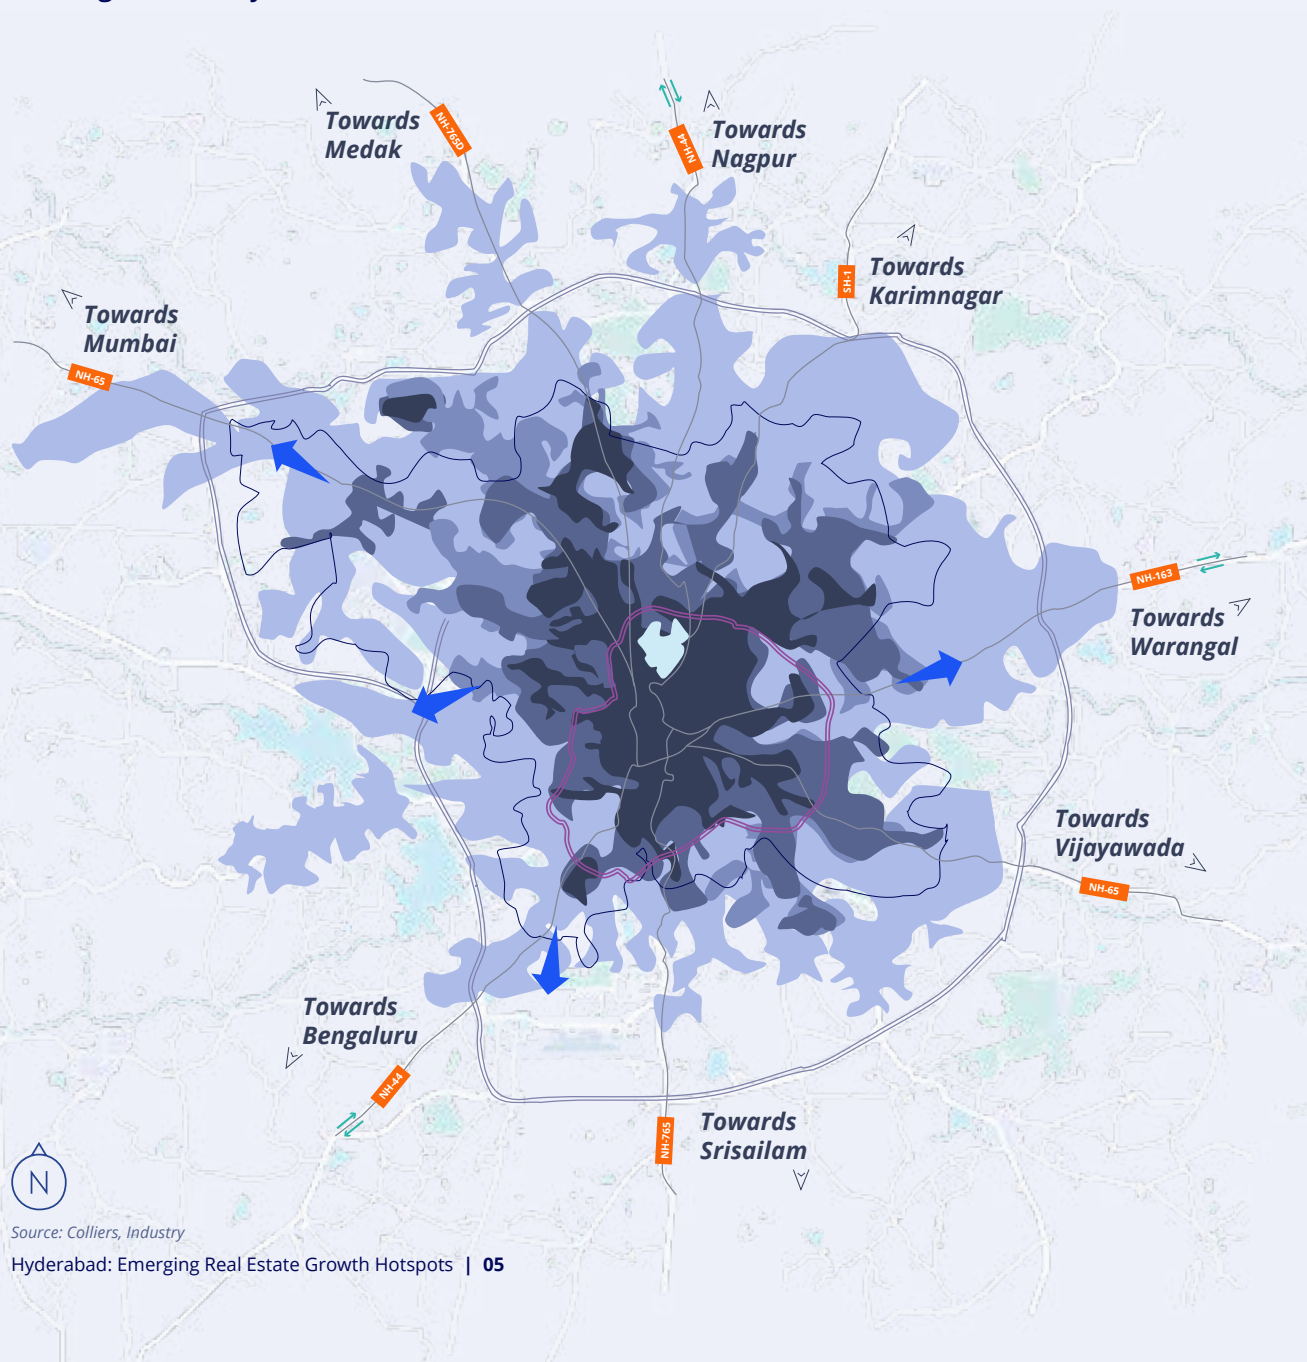 Towards
Medak
NH-765D
NH-44
Towards
Nagpur
SH-1
Towards
Karimnagar
Towards
Mumbai
NH-65
NH-163
Towards
Warangal
Towards
Vijayawada
NH-65
Towards
Bengaluru
NH-44
NH-765
Towards
Srisailam
N
Source: Colliers, Industry
Hyderabad: Emerging Real Estate Growth Hotspots | 05